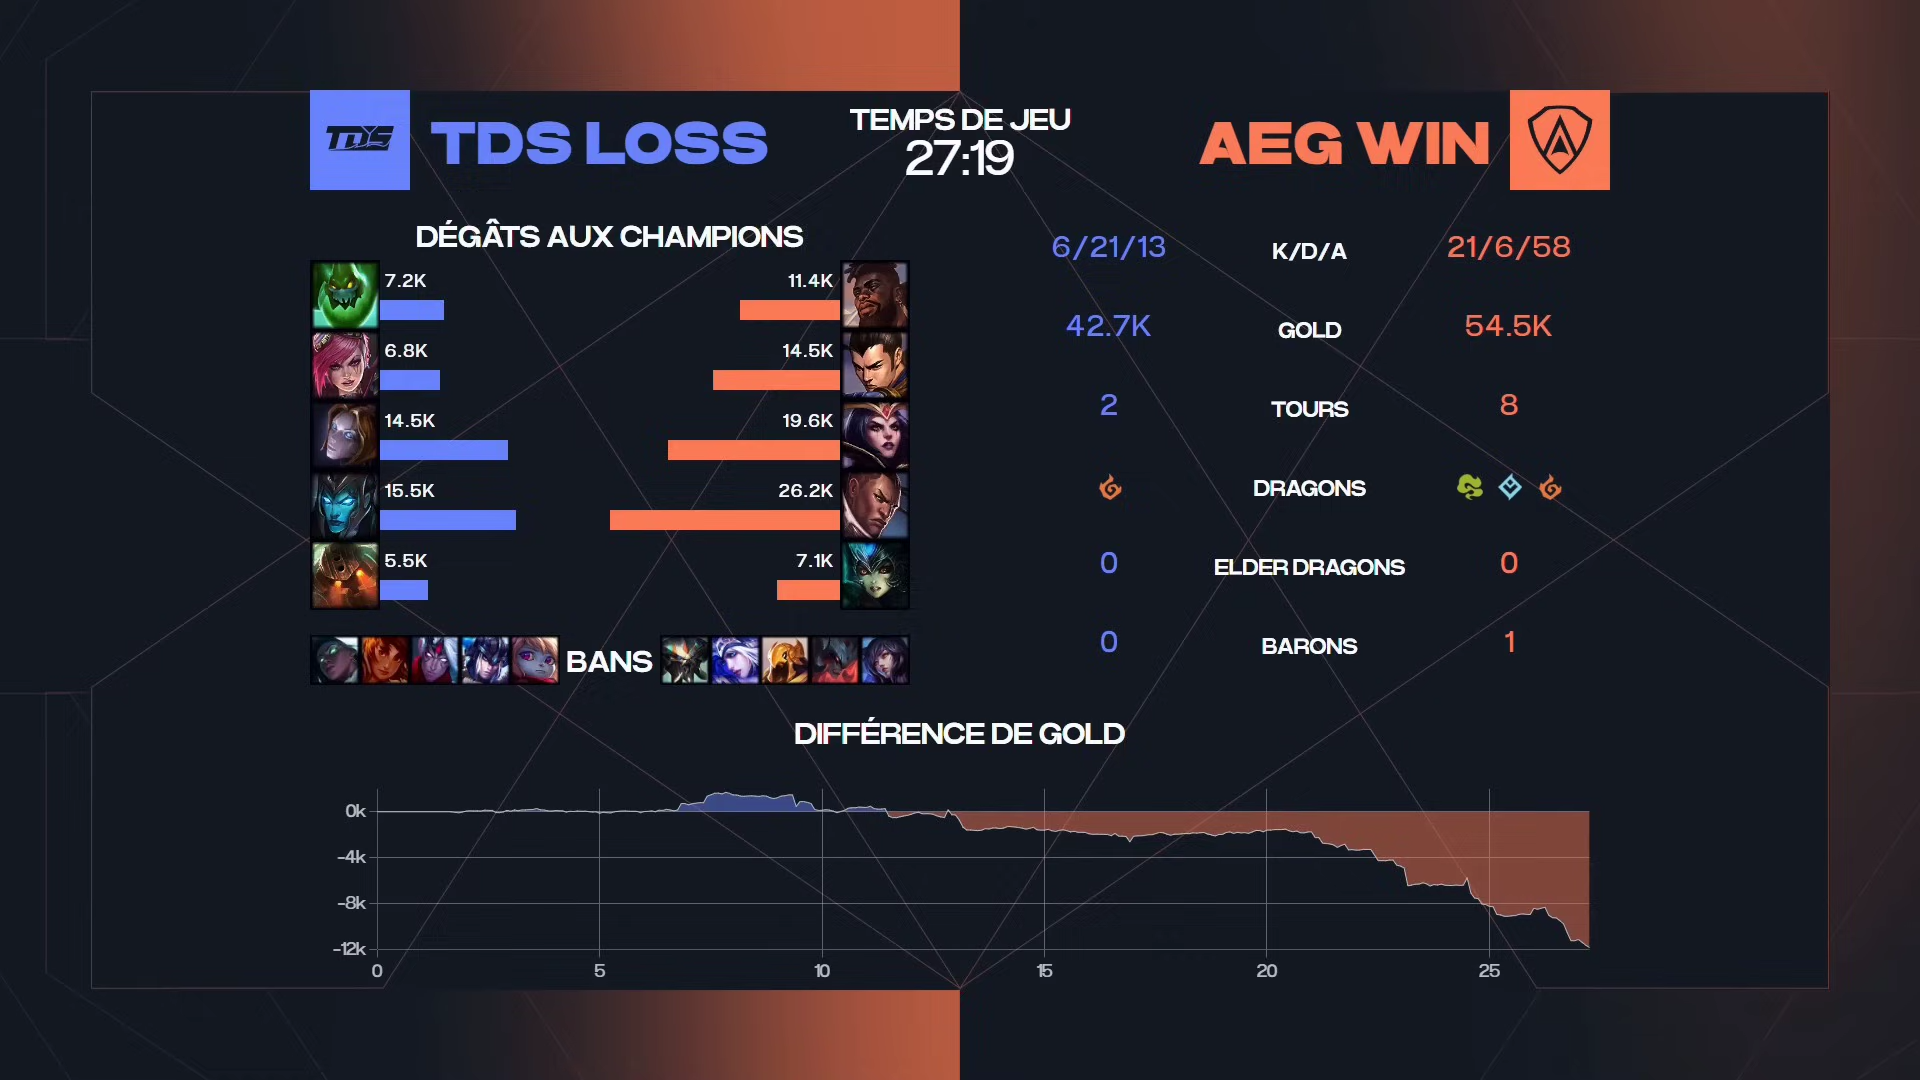 TDS
TDS LOSS
TEMPS DE JEU
27:19
AEG WIN
DÉGÂTS AUX CHAMPIONS
7.2K
11.4K
6.8K
14.5K
14.5K
19.6K
15.5K
26.2K
5.5K
7.1K
BANS
6/21/13 K/D/A 21/6/58
42.7K GOLD 54.5K
2 TOURS 8
DRAGONS
0 ELDER DRAGONS 0
0 BARONS 1
DIFFÉRENCE DE GOLD
0k
-4k
-8k
-12k
0 5 10 15 20 25